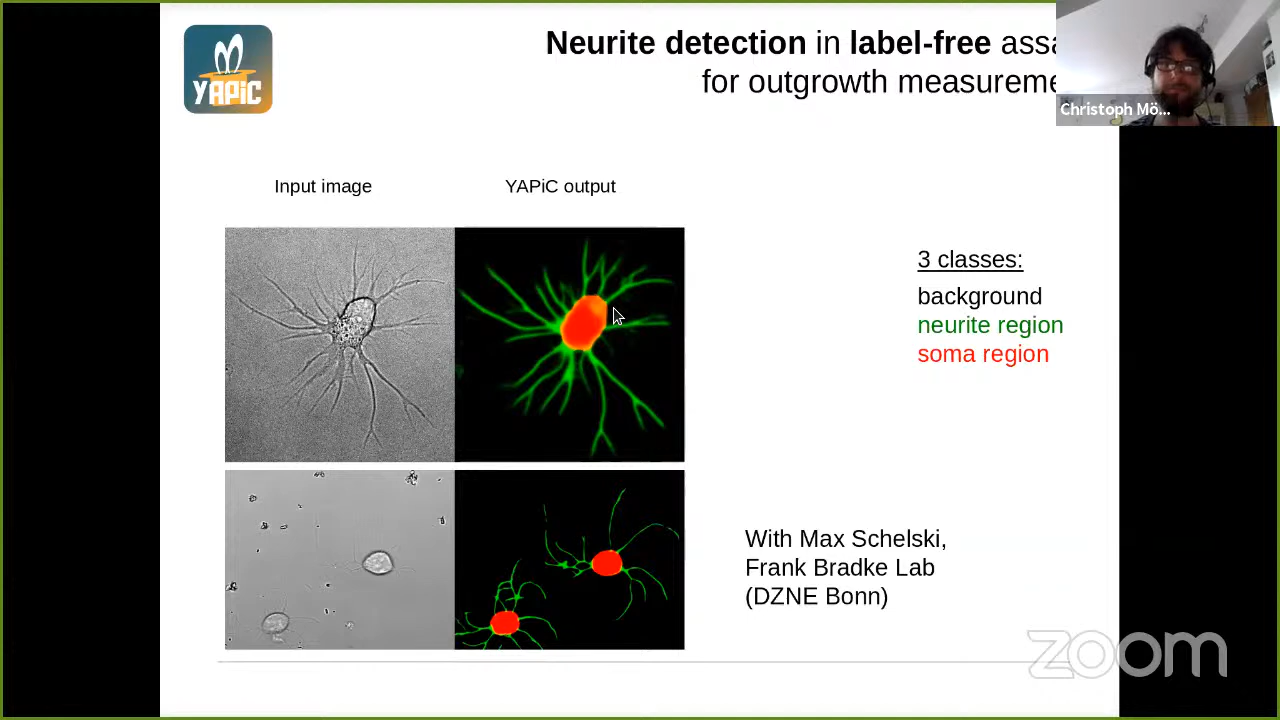 YAPiC
Neurite detection in label-free assa
for outgrowth measureme
Christoph Mö...
Input image
YAPiC output
3 classes:
background
neurite region
soma region
With Max Schelski,
Frank Bradke Lab
(DZNE Bonn)
zoom